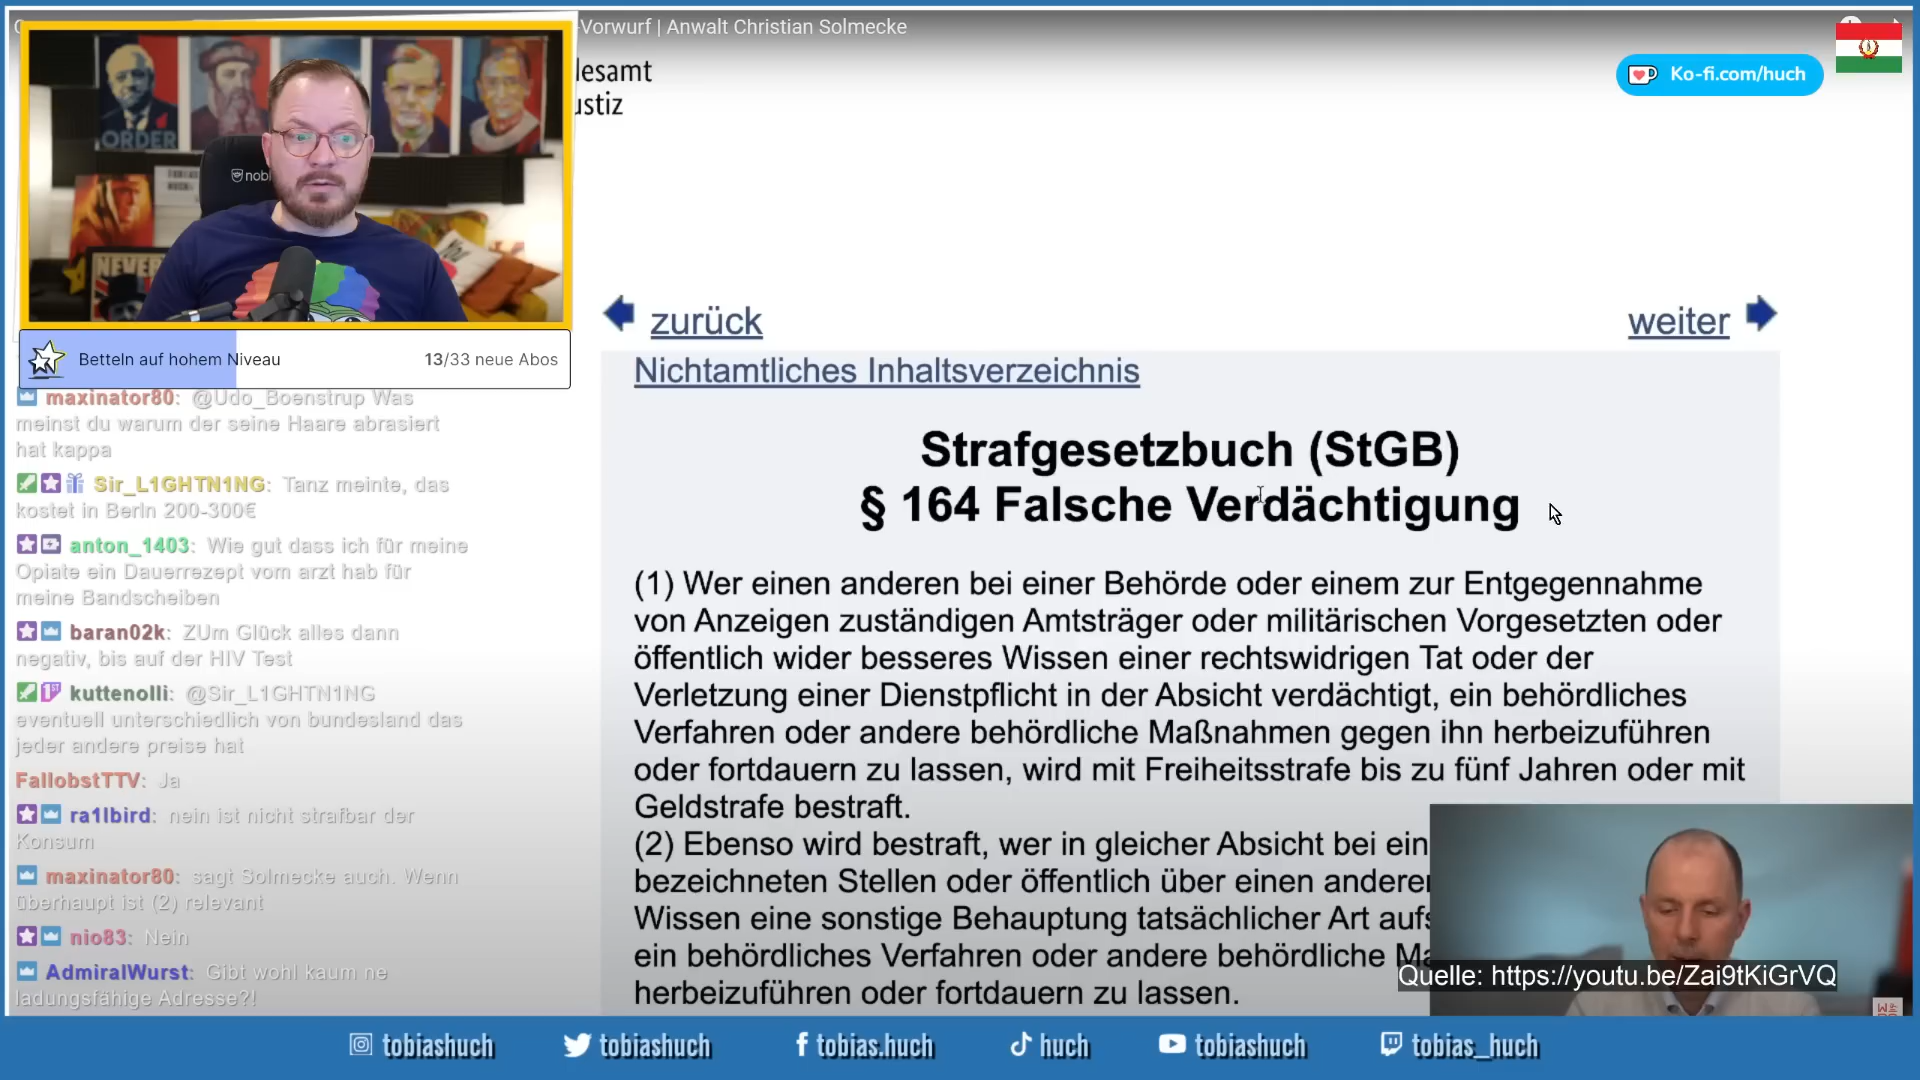 -Vorwurf | Anwalt Christian Solmecke
desamt
ustiz
Ko-fi.com/huch
ORDER
nobl
NEVER
Betteln auf hohem Niveau
13/33 neue Abos
maxinator80: @Udo_Boenstrup Was
meinst du warum der seine Haare abrasiert
hat kappa
Sir_L1GHTN1NG: Tanz meinte, das
kostet in Berln 200-300€
anton_1403: Wie gut dass ich für meine
Opiate ein Dauerrezept vom arzt hab für
meine Bandscheiben
baran02k: ZUm Glück alles dann
negativ, bis auf der HIV Test
kuttenolli: @Sir_L1GHTN1NG
eventuell unterschiedlich von bundesland das
jeder andere preise hat
FallobstTTV: Ja
ra1lbird: nein ist nicht strafbar der
Konsum
maxinator80: sagt Solmecke auch. Wenn
überhaupt ist (2) relevant
nio83: Nein
AdmiralWurst: Gibt wohl kaum ne
ladungsfähige Adresse?!
zurück
weiter
Nichtamtliches Inhaltsverzeichnis
Strafgesetzbuch (StGB)
§ 164 Falsche Verdächtigung
(1) Wer einen anderen bei einer Behörde oder einem zur Entgegennahme
von Anzeigen zuständigen Amtsträger oder militärischen Vorgesetzten oder
öffentlich wider besseres Wissen einer rechtswidrigen Tat oder der
Verletzung einer Dienstpflicht in der Absicht verdächtigt, ein behördliches
Verfahren oder andere behördliche Maßnahmen gegen ihn herbeizuführen
oder fortdauern zu lassen, wird mit Freiheitsstrafe bis zu fünf Jahren oder mit
Geldstrafe bestraft.
(2) Ebenso wird bestraft, wer in gleicher Absicht bei ein
bezeichneten Stellen oder öffentlich über einen anderen
Wissen eine sonstige Behauptung tatsächlicher Art aufs
ein behördliches Verfahren oder andere behördliche Ma
herbeizuführen oder fortdauern zu lassen.
Quelle: https://youtu.be/Zai9tKiGrVQ
tobiashuch
tobiashuch
tobias.huch
huch
tobiashuch
tobias_huch